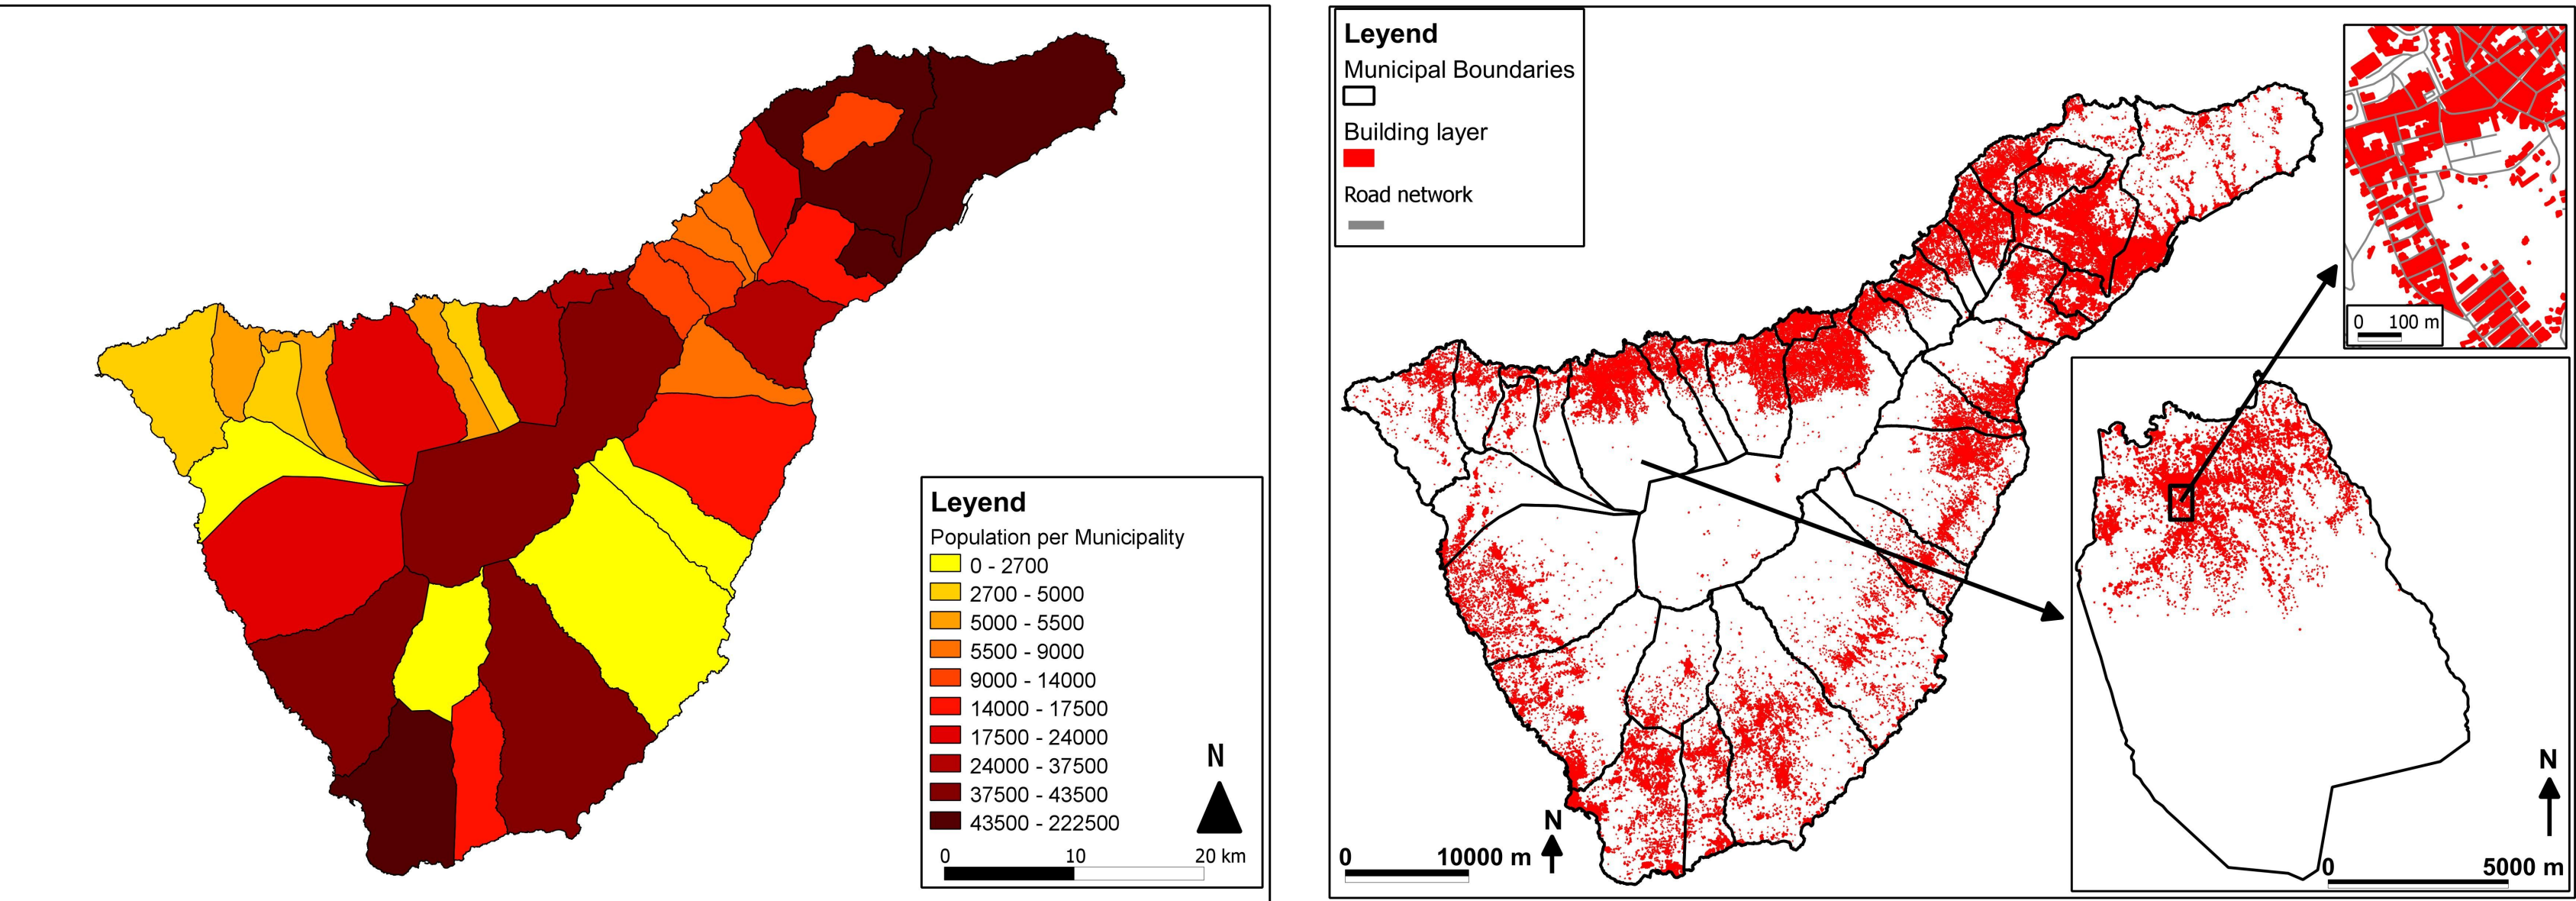 Leyend
Population per Municipality
0 - 2700
2700 - 5000
5000 - 5500
5500 - 9000
9000 - 14000
14000 - 17500
17500 - 24000
24000 - 37500
37500 - 43500
43500 - 222500
N
0 10 20 km
Leyend
Municipal Boundaries
Building layer
Road network
N
0 10000 m
0 100 m
N
0 5000 m